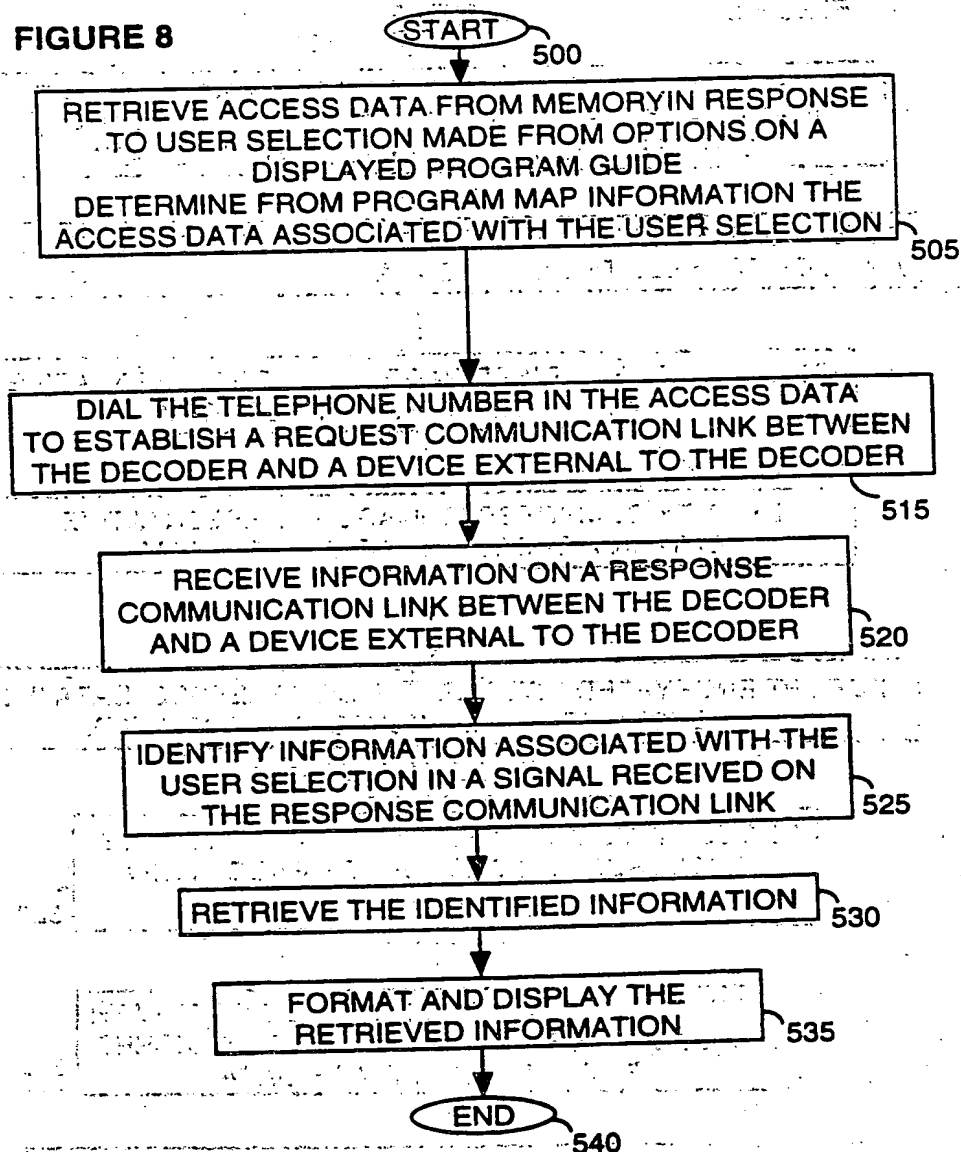 FIGURE 8
START
500
RETRIEVE ACCESS DATA FROM MEMORYIN RESPONSE
TO USER SELECTION MADE FROM OPTIONS ON A
DISPLAYED PROGRAM GUIDE
DETERMINE FROM PROGRAM MAP INFORMATION THE
ACCESS DATA ASSOCIATED WITH THE USER SELECTION
505
DIAL THE TELEPHONE NUMBER IN THE ACCESS DATA
TO ESTABLISH A REQUEST COMMUNICATION LINK BETWEEN
THE DECODER AND A DEVICE EXTERNAL TO THE DECODER
515
RECEIVE INFORMATION ON A RESPONSE
COMMUNICATION LINK BETWEEN THE DECODER
AND A DEVICE EXTERNAL TO THE DECODER
520
IDENTIFY INFORMATION ASSOCIATED WITH THE
USER SELECTION IN A SIGNAL RECEIVED ON
THE RESPONSE COMMUNICATION LINK
525
RETRIEVE THE IDENTIFIED INFORMATION
530
FORMAT AND DISPLAY THE
RETRIEVED INFORMATION
535
END
540